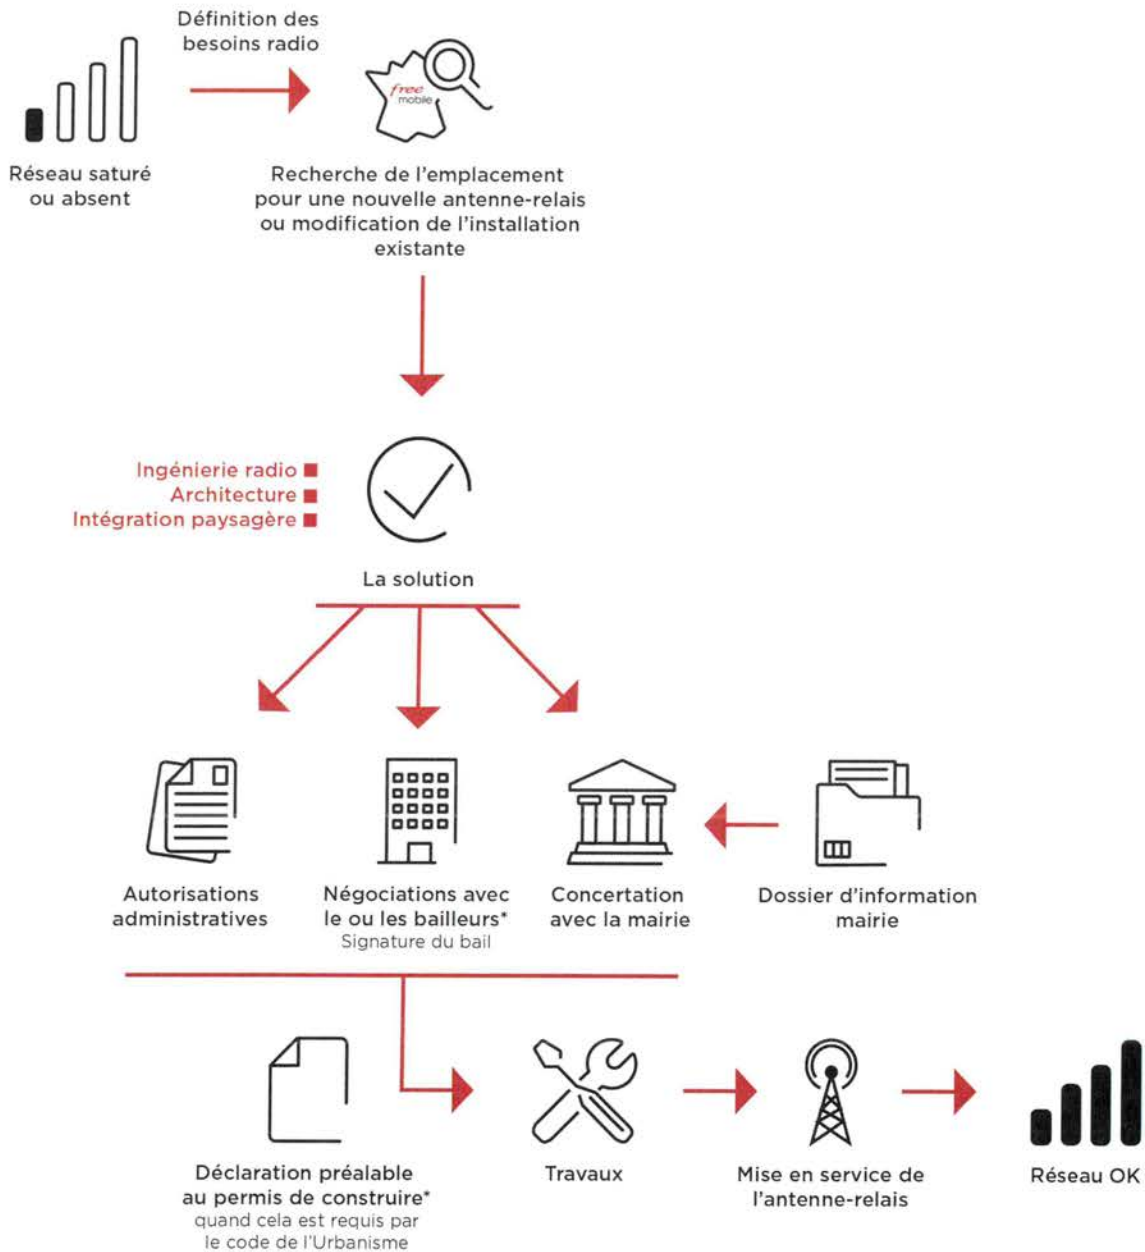 Définition des
besoins radio
free
mobile
Réseau saturé
ou absent
Recherche de l'emplacement
pour une nouvelle antenne-relais
ou modification de l'installation
existante
Ingénierie radio
Architecture
Intégration paysagère
La solution
Autorisations
administratives
Négociations avec
le ou les bailleurs*
Signature du bail
Concertation
avec la mairie
Dossier d'information
mairie
Déclaration préalable
au permis de construire*
quand cela est requis par
le code de l'Urbanisme
Travaux
Mise en service de
l'antenne-relais
Réseau OK